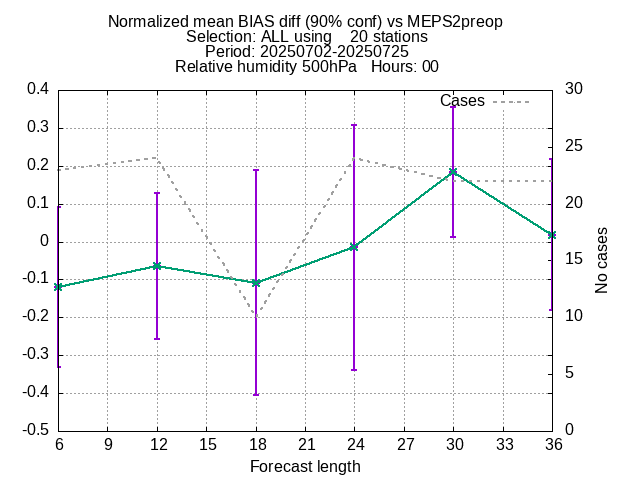 Normalized mean BIAS diff (90% conf) vs MEPS2preop
Selection: ALL using    20 stations
Period: 20250702-20250725
Relative humidity 500hPa   Hours: 00
Cases
0.4
0.3
0.2
0.1
0
-0.1
-0.2
-0.3
-0.4
-0.5
30
25
20
15
10
5
0
No cases
6 9 12 15 18 21 24 27 30 33 36
Forecast length